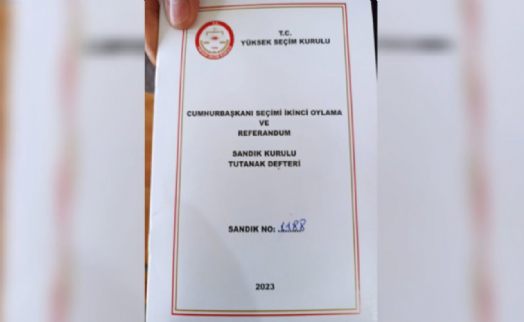 T.C.
YÜKSEK SEÇİM KURULU
CUMHURBAŞKANI SEÇİMİ İKİNCİ OYLAMA
VE
REFERANDUM
SANDIK KURULU
TUTANAK DEFTERİ
SANDIK NO: 1188
2023